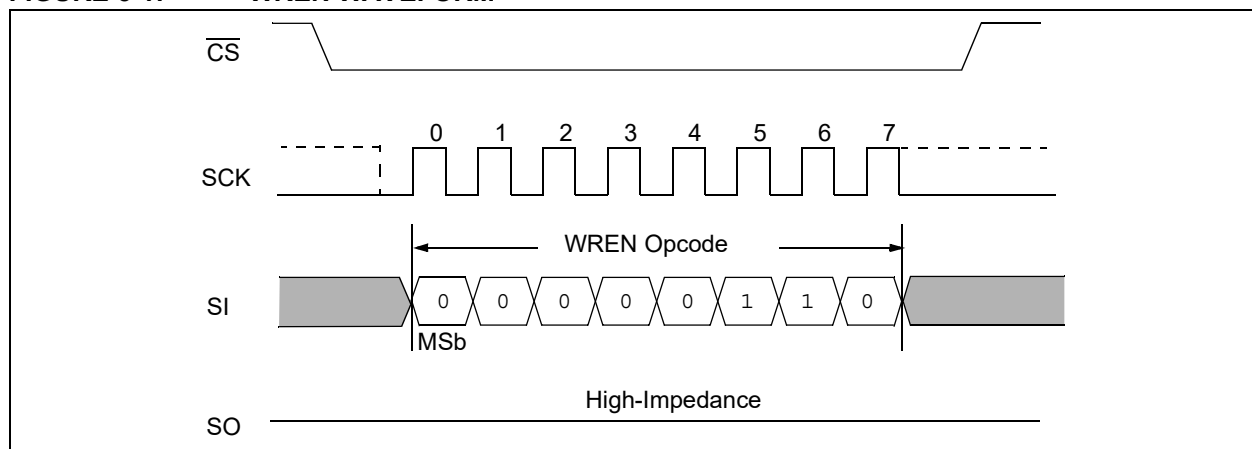 CS
0 1 2 3 4 5 6 7
SCK
WREN Opcode
SI
0 0 0 0 0 1 1 0
MSb
High-Impedance
SO